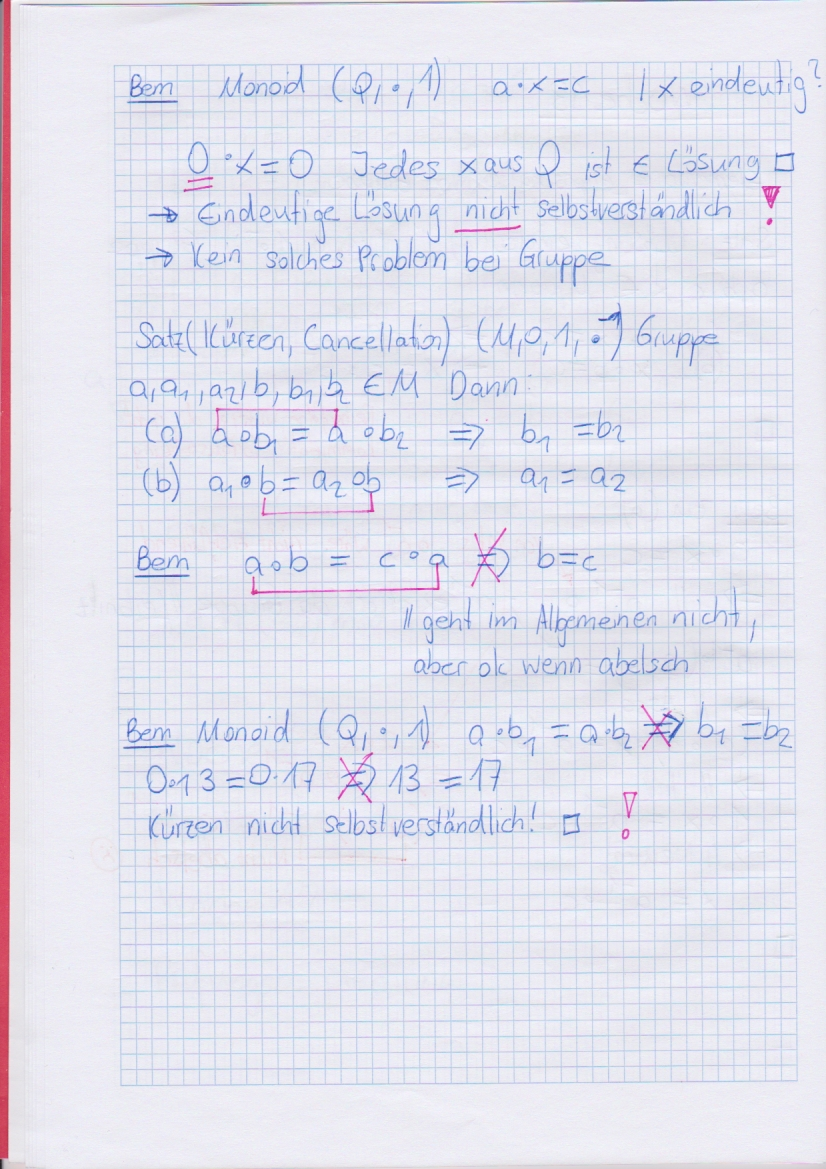 Bem Monoid (Q, ·, 1) a·x=c | x eindeutig?
0·x=0 Jedes x aus Q ist ∈ Lösung □
→ Eindeutige Lösung nicht selbstverständlich !
→ Kein solches Problem bei Gruppe
Satz (Kürzen, Cancellation) (M, o, 1, ·⁻¹) Gruppe
a, a₁, a₂, b, b₁, b₂ ∈ M Dann:
(a) a∘b₁ = a∘b₂ ⇒ b₁ = b₂
(b) a₁∘b = a₂∘b ⇒ a₁ = a₂
Bem a∘b = c∘a ⇏ b=c
|| geht im Allgemeinen nicht,
aber ok wenn abelsch
Bem Monoid (Q, ·, 1) a·b₁ = a·b₂ ⇏ b₁ = b₂
0·13 = 0·17 ⇏ 13 = 17
Kürzen nicht selbstverständlich! □ !